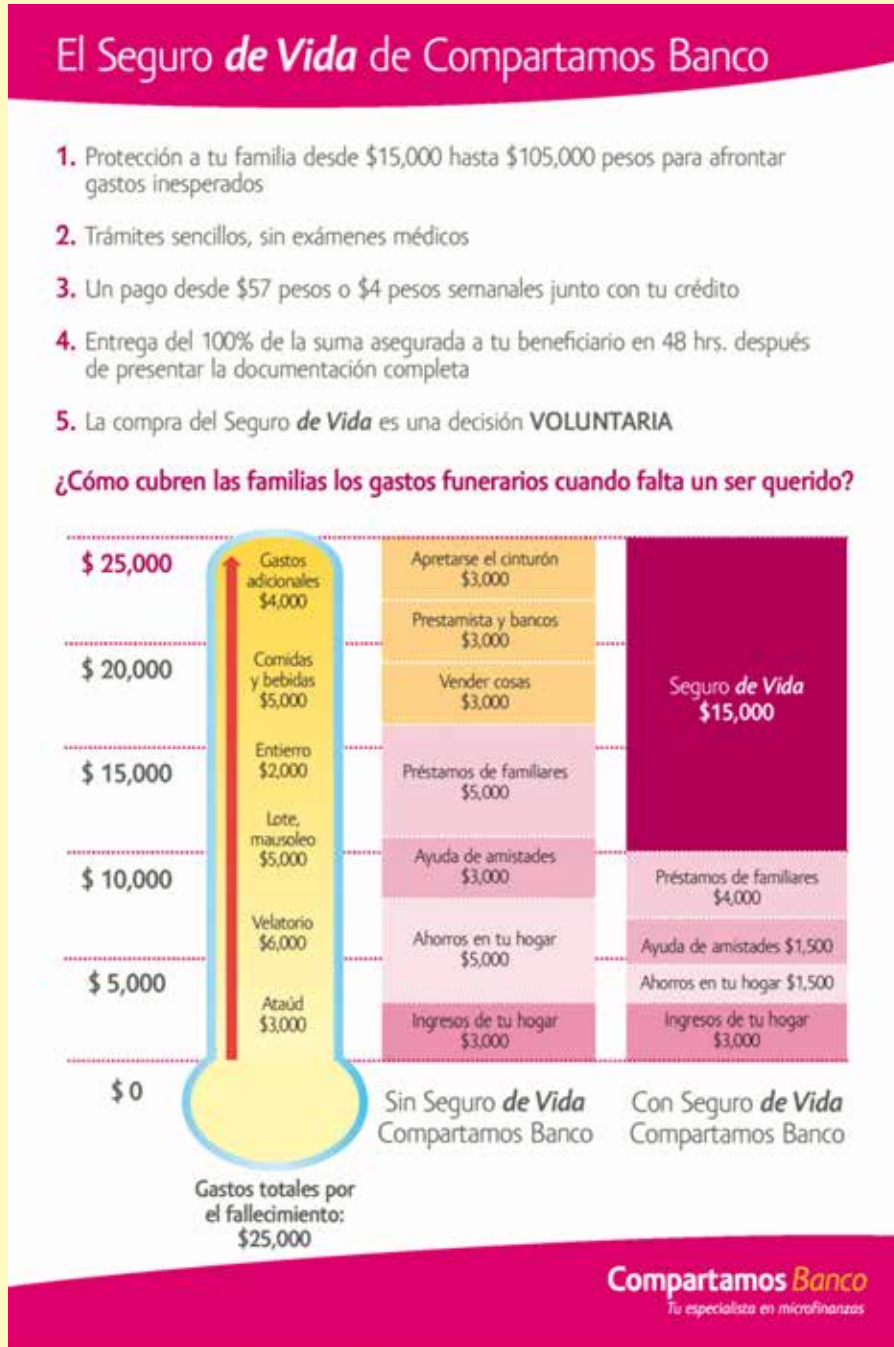 El Seguro de Vida de Compartamos Banco
1. Protección a tu familia desde $15,000 hasta $105,000 pesos para afrontar
gastos inesperados
2. Trámites sencillos, sin exámenes médicos
3. Un pago desde $57 pesos o $4 pesos semanales junto con tu crédito
4. Entrega del 100% de la suma asegurada a tu beneficiario en 48 hrs. después
de presentar la documentación completa
5. La compra del Seguro de Vida es una decisión VOLUNTARIA
¿Cómo cubren las familias los gastos funerarios cuando falta un ser querido?
$ 25,000
$ 20,000
$ 15,000
$ 10,000
$ 5,000
$ 0
Gastos
adicionales
$4,000
Comidas
y bebidas
$5,000
Entierro
$2,000
Lote,
mausoleo
$5,000
Velatorio
$6,000
Ataúd
$3,000
Gastos totales por
el fallecimiento:
$25,000
Apretarse el cinturón
$3,000
Prestamista y bancos
$3,000
Vender cosas
$3,000
Préstamos de familiares
$5,000
Ayuda de amistades
$3,000
Ahorros en tu hogar
$5,000
Ingresos de tu hogar
$3,000
Sin Seguro de Vida
Compartamos Banco
Seguro de Vida
$15,000
Préstamos de familiares
$4,000
Ayuda de amistades $1,500
Ahorros en tu hogar $1,500
Ingresos de tu hogar
$3,000
Con Seguro de Vida
Compartamos Banco
Compartamos Banco
Tu especialista en microfinanzas